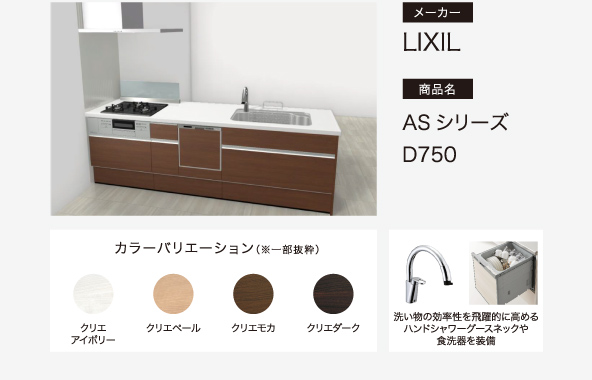 メーカー
LIXIL
商品名
AS シリーズ
D750
カラーバリエーション(※一部抜粋)
クリエ
アイボリー
クリエペール
クリエモカ
クリエダーク
洗い物の効率性を飛躍的に高める
ハンドシャワーグースネックや
食洗器を装備